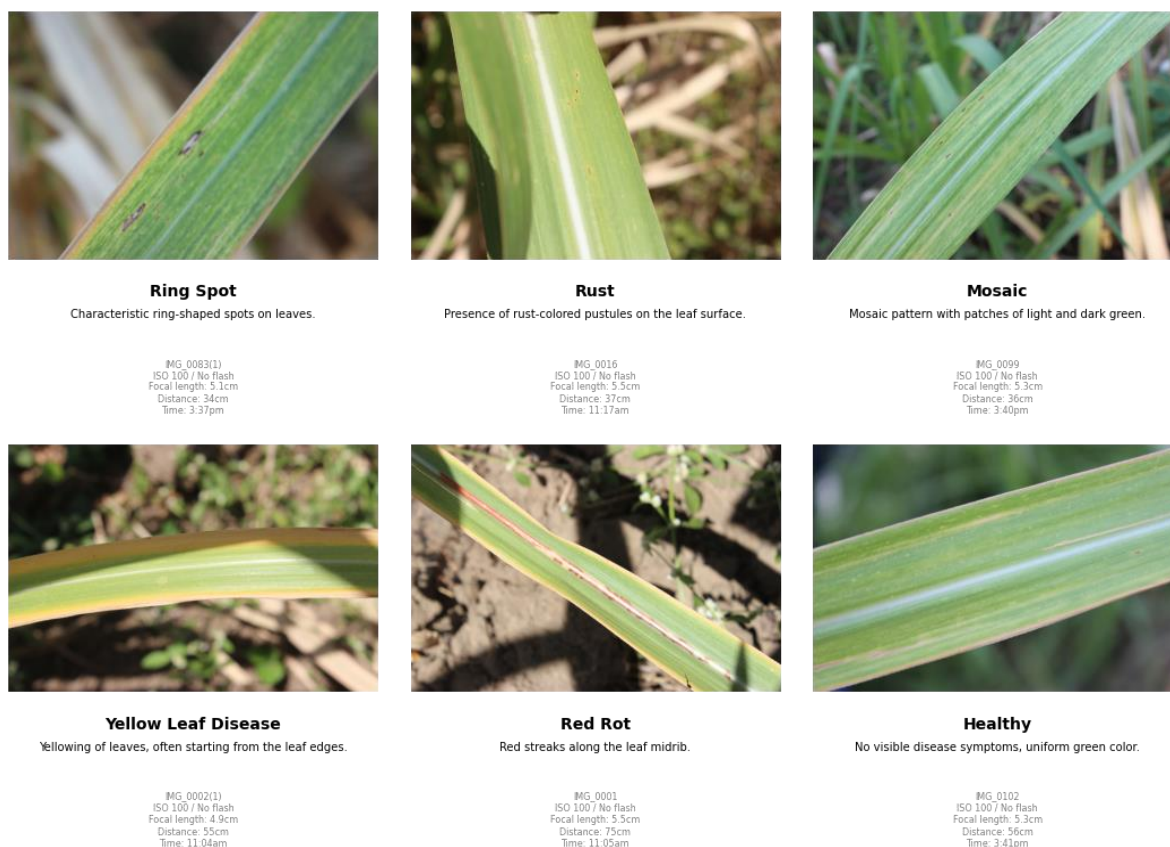 Ring Spot
Characteristic ring-shaped spots on leaves.
IMG_0083(1)
ISO 100 / No flash
Focal length: 5.1cm
Distance: 34cm
Time: 3:37pm
Rust
Presence of rust-colored pustules on the leaf surface.
IMG_0016
ISO 100 / No flash
Focal length: 5.5cm
Distance: 37cm
Time: 11:17am
Mosaic
Mosaic pattern with patches of light and dark green.
IMG_0099
ISO 100 / No flash
Focal length: 5.3cm
Distance: 36cm
Time: 3:40pm
Yellow Leaf Disease
Yellowing of leaves, often starting from the leaf edges.
IMG_0002(1)
ISO 100 / No flash
Focal length: 4.9cm
Distance: 55cm
Time: 11:04am
Red Rot
Red streaks along the leaf midrib.
IMG_0001
ISO 100 / No flash
Focal length: 5.5cm
Distance: 75cm
Time: 11:05am
Healthy
No visible disease symptoms, uniform green color.
IMG_0102
ISO 100 / No flash
Focal length: 5.3cm
Distance: 56cm
Time: 3:41pm